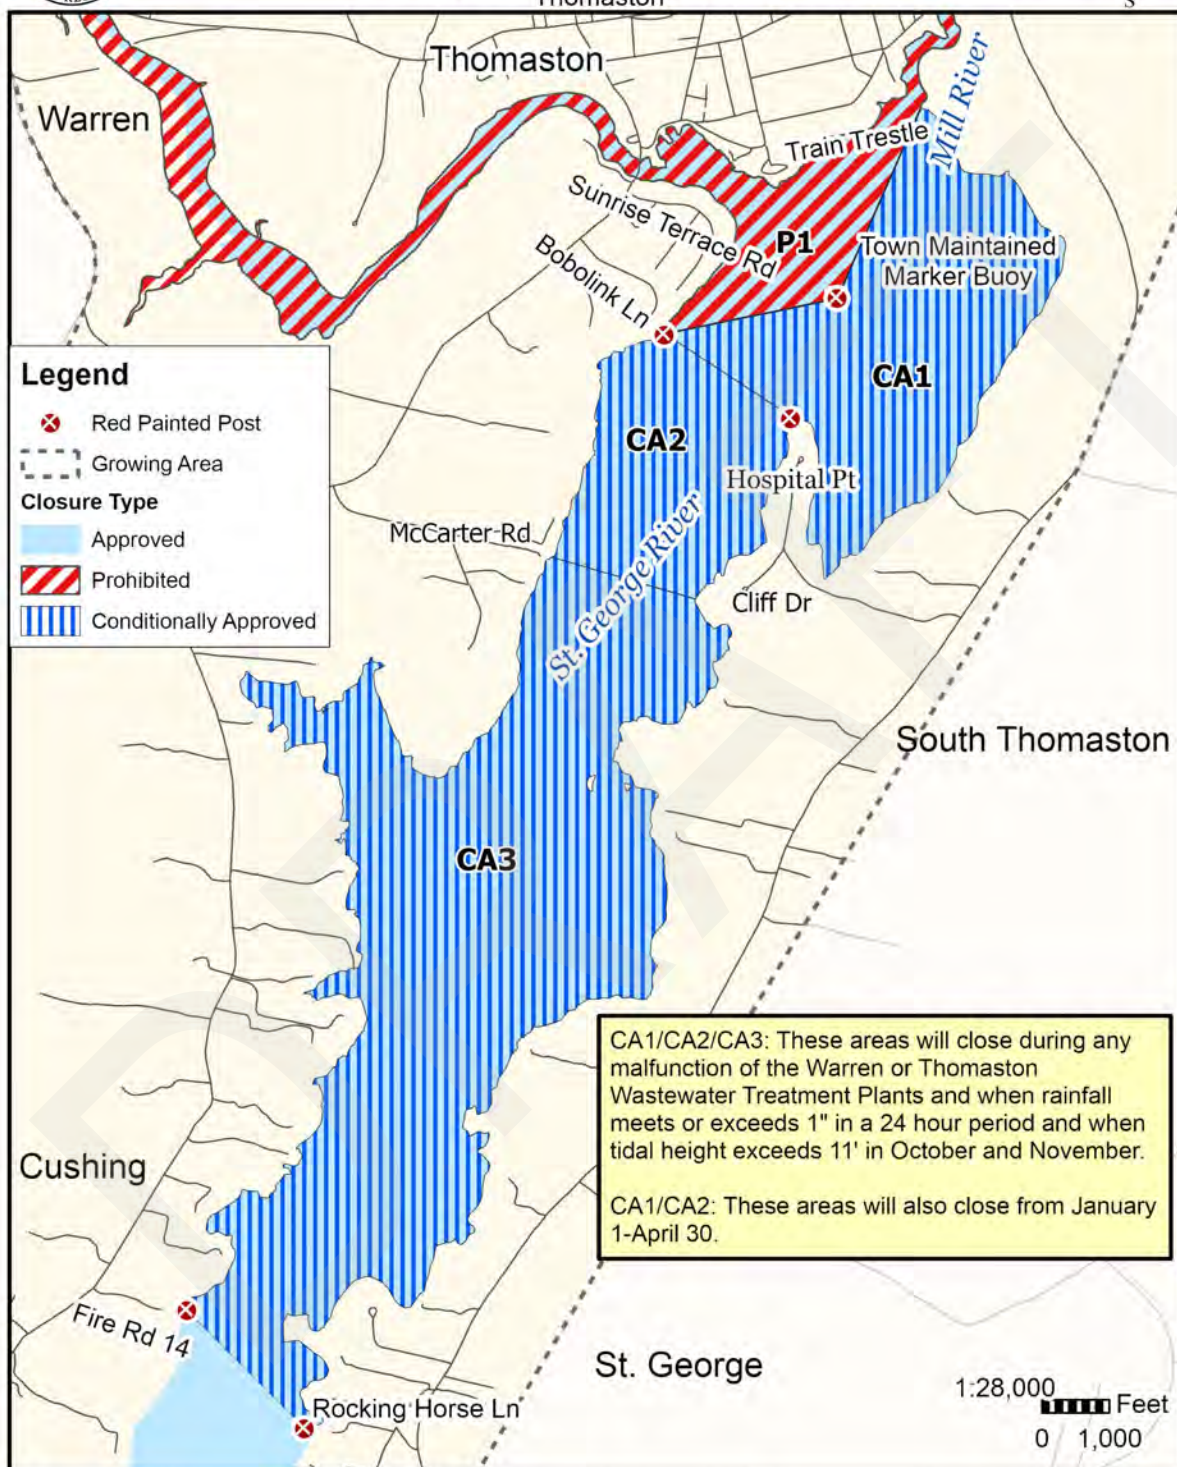 Thomaston
S
Thomaston
Warren
Mill River
Train Trestle
Sunrise Terrace Rd
P1
Town Maintained
Marker Buoy
Bobolink Ln
Legend
Red Painted Post
Growing Area
Closure Type
Approved
Prohibited
Conditionally Approved
CA1
CA2
Hospital Pt
McCarter Rd
St. George River
Cliff Dr
South Thomaston
CA3
CA1/CA2/CA3: These areas will close during any
malfunction of the Warren or Thomaston
Wastewater Treatment Plants and when rainfall
meets or exceeds 1" in a 24 hour period and when
tidal height exceeds 11' in October and November.
CA1/CA2: These areas will also close from January
1-April 30.
Cushing
Fire Rd 14
St. George
Rocking Horse Ln
1:28,000
Feet
0 1,000
DRAFT